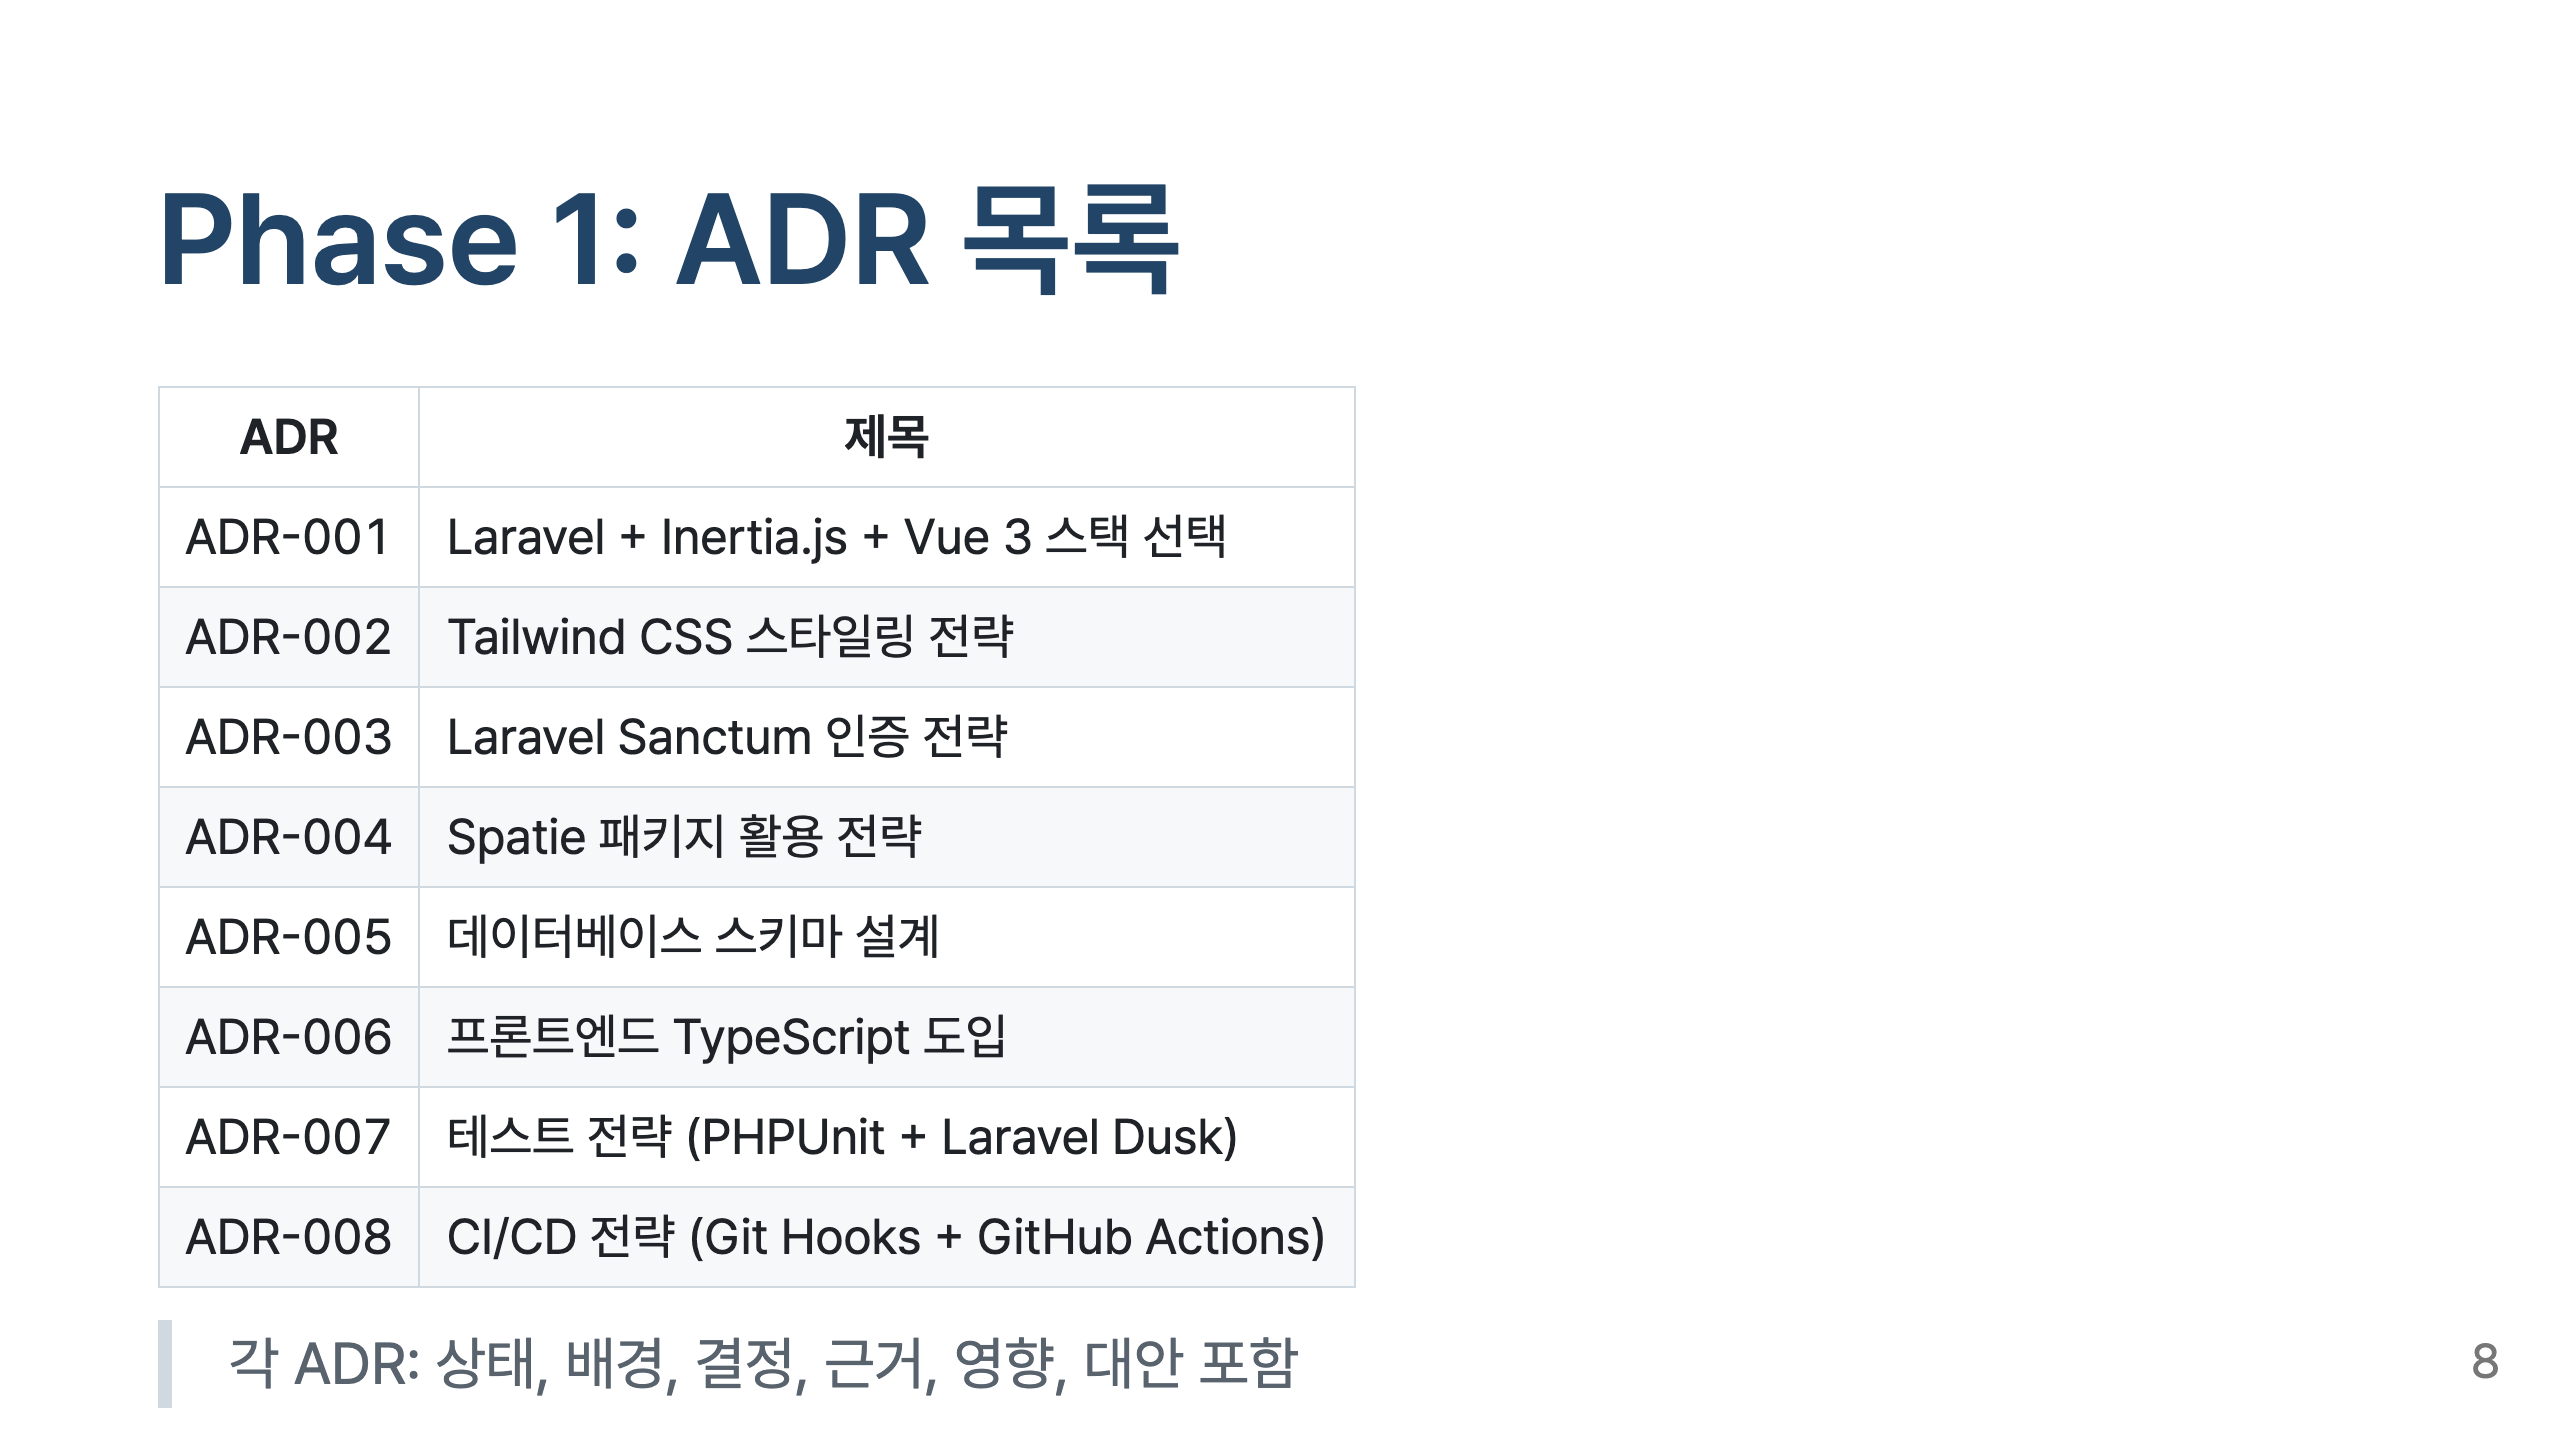 Phase 1: ADR 목록
ADR 제목
ADR-001 Laravel + Inertia.js + Vue 3 스택 선택
ADR-002 Tailwind CSS 스타일링 전략
ADR-003 Laravel Sanctum 인증 전략
ADR-004 Spatie 패키지 활용 전략
ADR-005 데이터베이스 스키마 설계
ADR-006 프론트엔드 TypeScript 도입
ADR-007 테스트 전략 (PHPUnit + Laravel Dusk)
ADR-008 CI/CD 전략 (Git Hooks + GitHub Actions)
각 ADR: 상태, 배경, 결정, 근거, 영향, 대안 포함
8